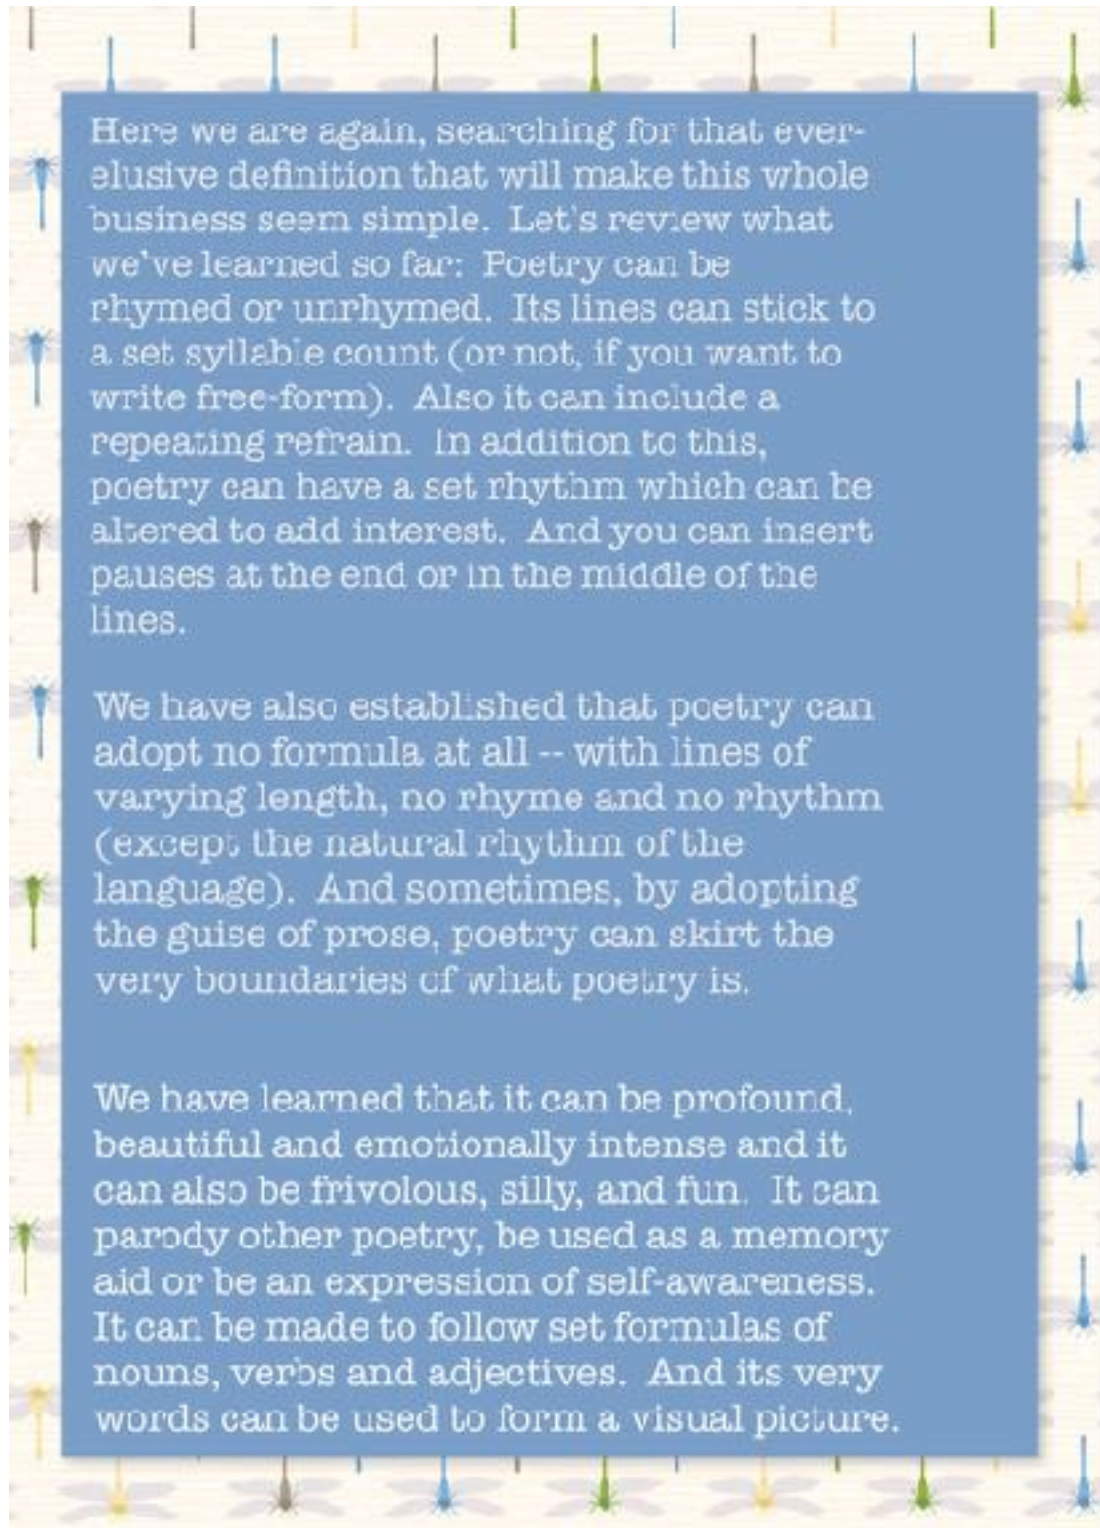 Here we are again, searching for that ever-
elusive definition that will make this whole
business seem simple.  Let's review what
we've learned so far:  Poetry can be
rhymed or unrhymed.  Its lines can stick to
a set syllable count (or not, if you want to
write free-form).  Also it can include a
repeating refrain.  In addition to this,
poetry can have a set rhythm which can be
altered to add interest.  And you can insert
pauses at the end or in the middle of the
lines.
We have also established that poetry can
adopt no formula at all -- with lines of
varying length, no rhyme and no rhythm
(except the natural rhythm of the
language).  And sometimes, by adopting
the guise of prose, poetry can skirt the
very boundaries of what poetry is.
We have learned that it can be profound,
beautiful and emotionally intense and it
can also be frivolous, silly, and fun.  It can
parody other poetry, be used as a memory
aid or be an expression of self-awareness.
It can be made to follow set formulas of
nouns, verbs and adjectives.  And its very
words can be used to form a visual picture.